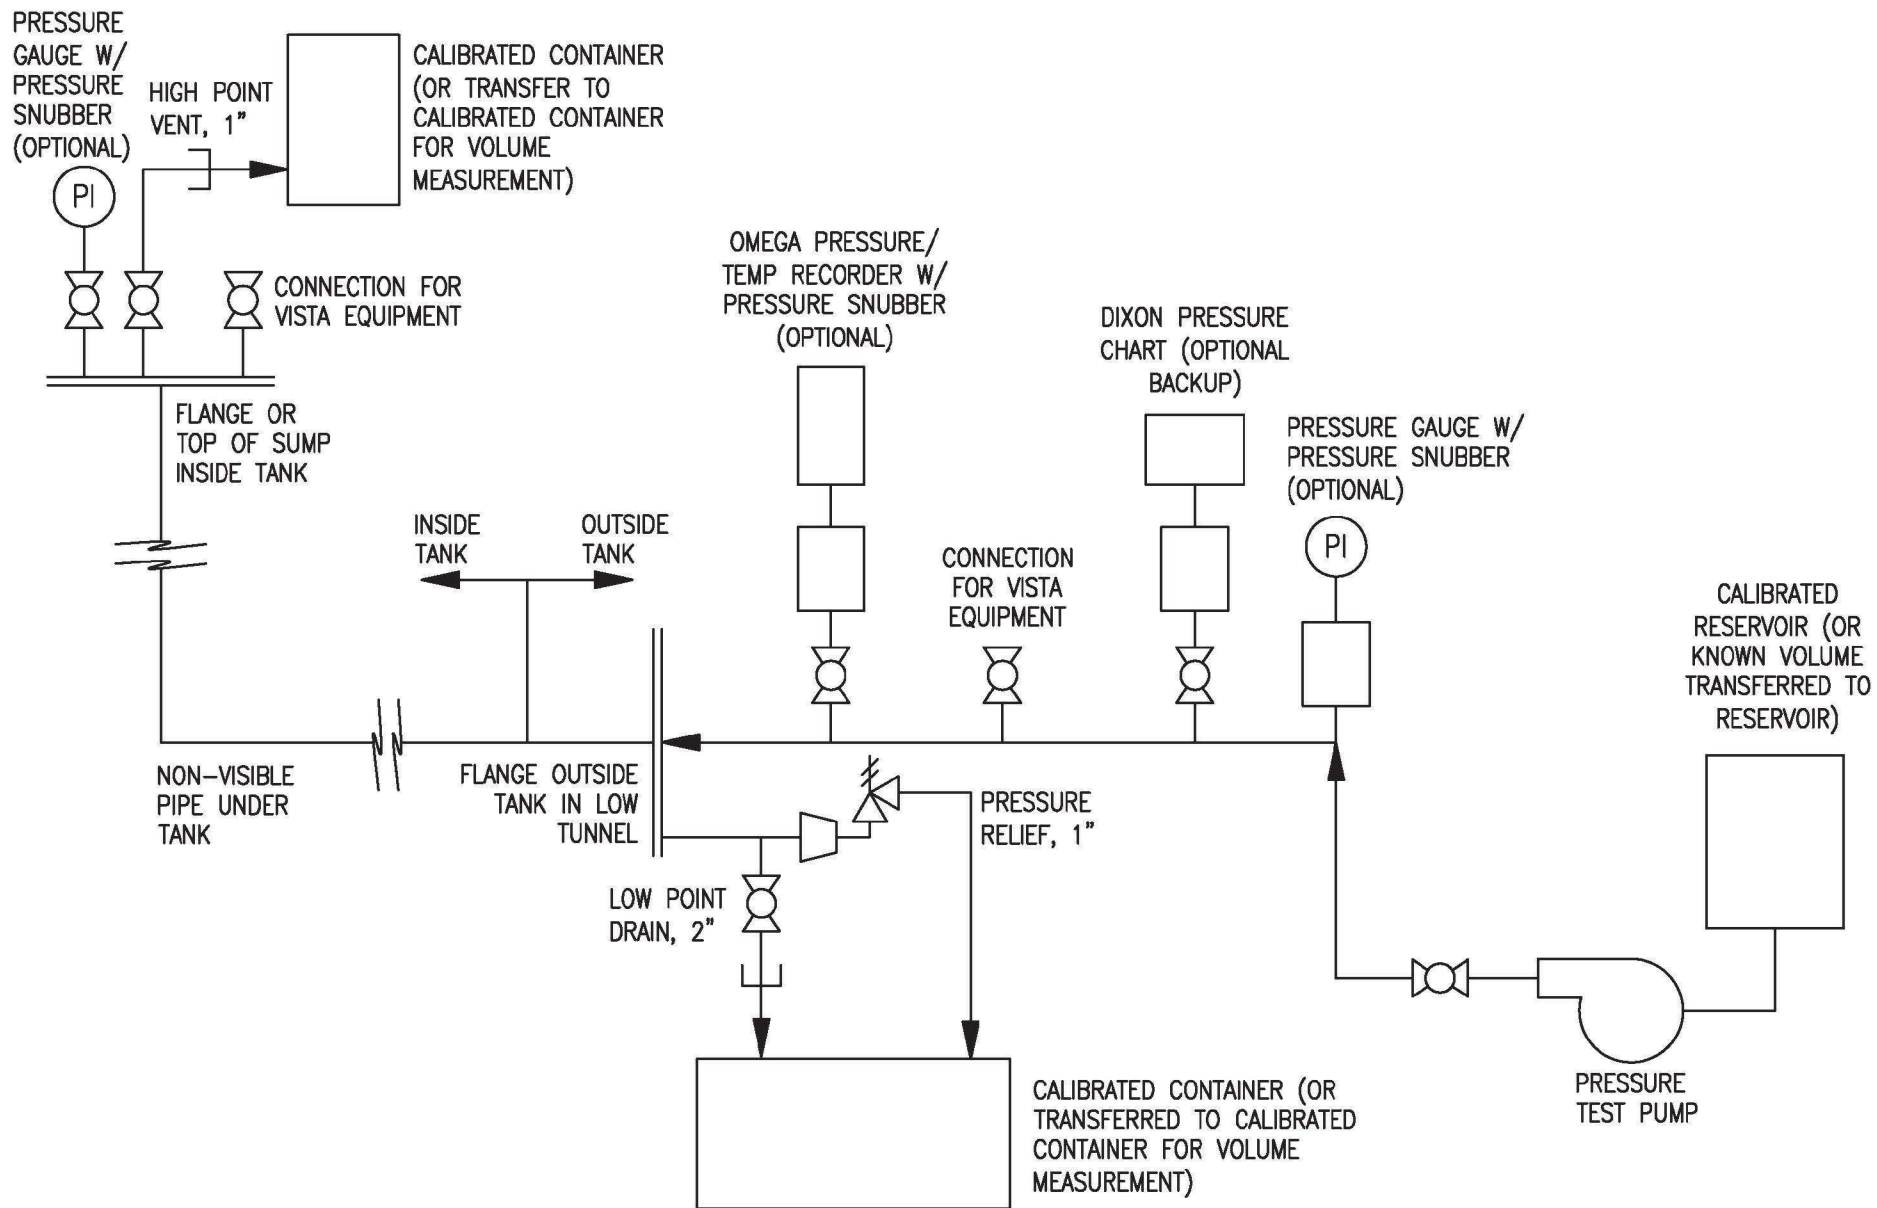 PRESSURE
GAUGE W/
PRESSURE
SNUBBER
(OPTIONAL)
PI
HIGH POINT
VENT, 1"
CALIBRATED CONTAINER
(OR TRANSFER TO
CALIBRATED CONTAINER
FOR VOLUME
MEASUREMENT)
CONNECTION FOR
VISTA EQUIPMENT
FLANGE OR
TOP OF SUMP
INSIDE TANK
INSIDE
TANK
OUTSIDE
TANK
OMEGA PRESSURE/
TEMP RECORDER W/
PRESSURE SNUBBER
(OPTIONAL)
CONNECTION
FOR VISTA
EQUIPMENT
DIXON PRESSURE
CHART (OPTIONAL
BACKUP)
PRESSURE GAUGE W/
PRESSURE SNUBBER
(OPTIONAL)
PI
CALIBRATED
RESERVOIR (OR
KNOWN VOLUME
TRANSFERRED TO
RESERVOIR)
NON-VISIBLE
PIPE UNDER
TANK
FLANGE OUTSIDE
TANK IN LOW
TUNNEL
PRESSURE
RELIEF, 1"
LOW POINT
DRAIN, 2"
PRESSURE
TEST PUMP
CALIBRATED CONTAINER (OR
TRANSFERRED TO CALIBRATED
CONTAINER FOR VOLUME
MEASUREMENT)